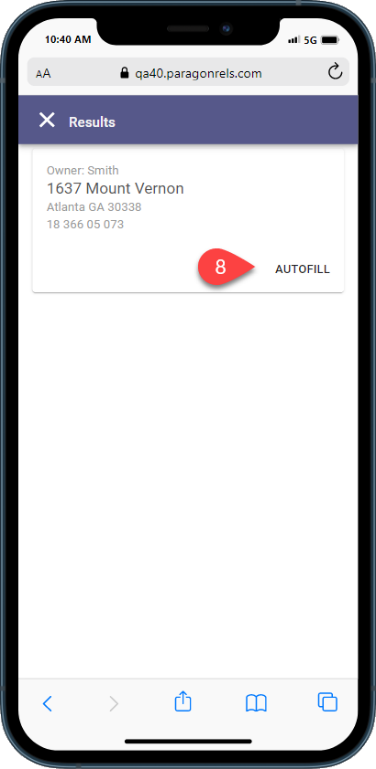 10:40 AM 5G
AA qa40.paragonrels.com
Results
Owner: Smith
1637 Mount Vernon
Atlanta GA 30338
18 366 05 073
8 AUTOFILL